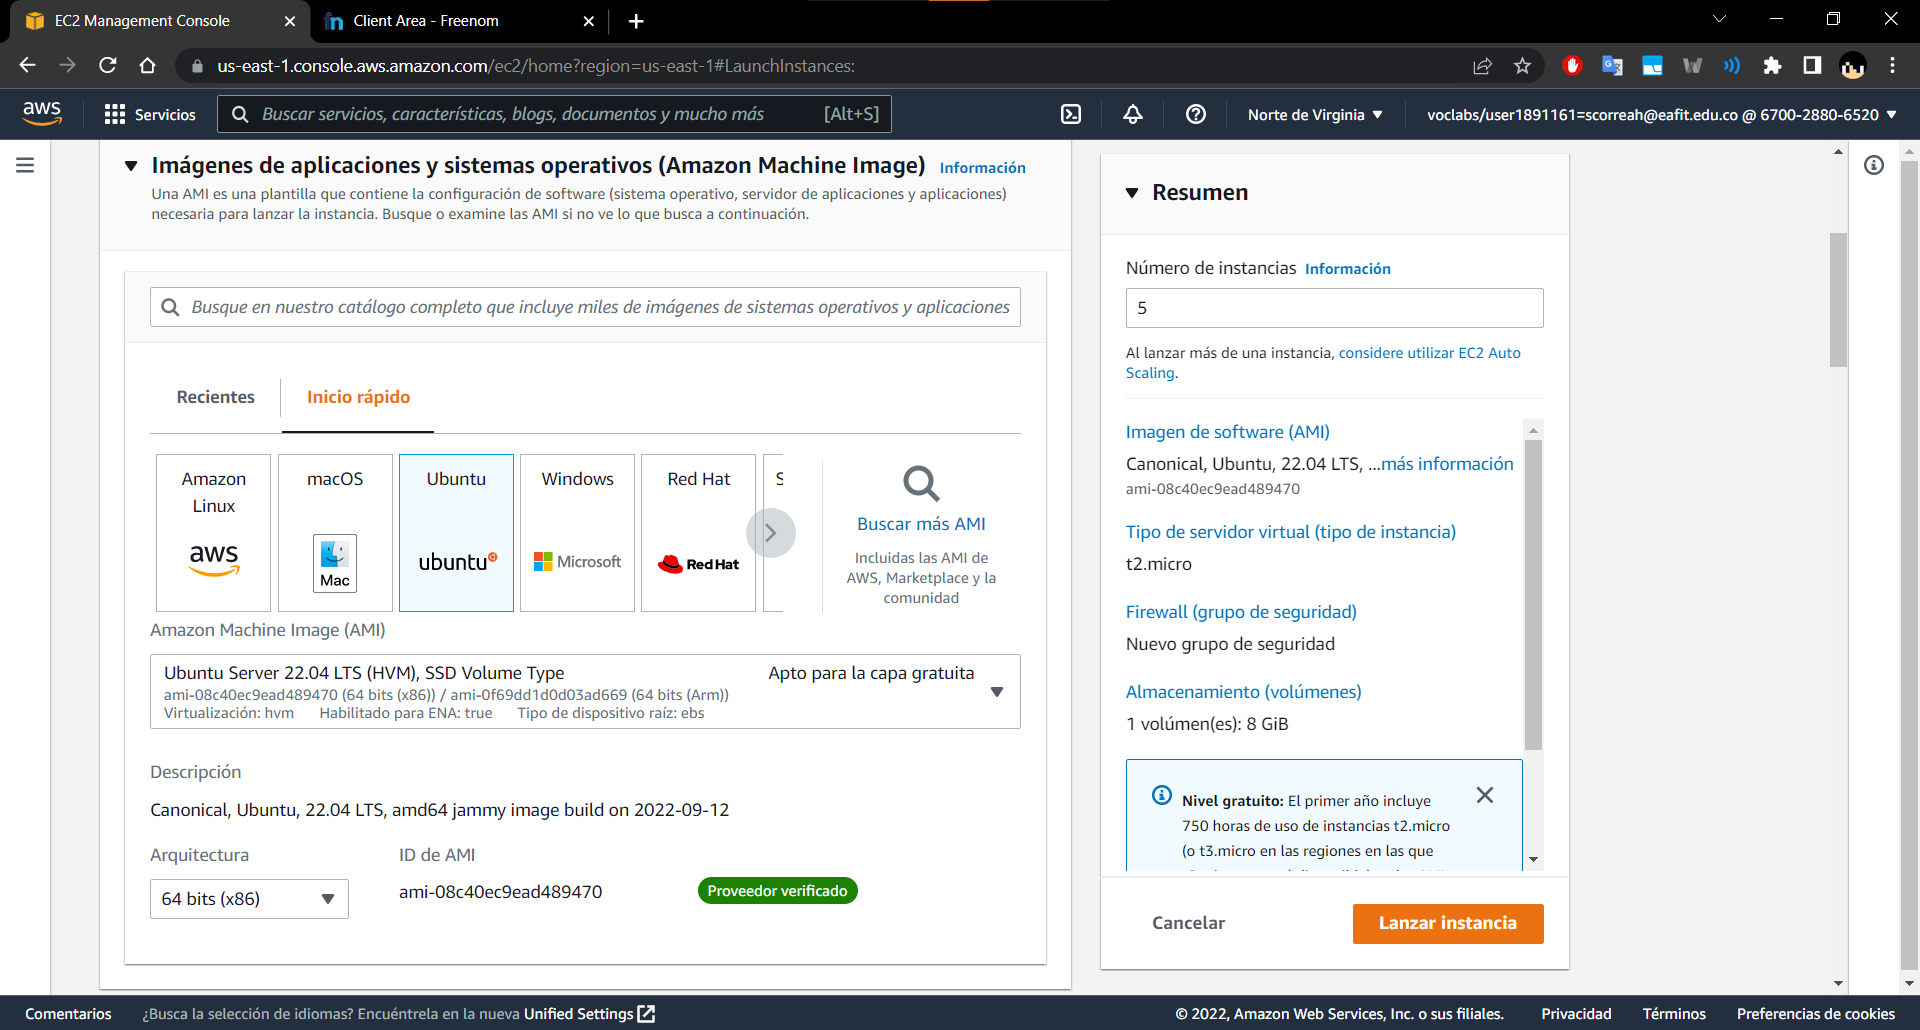 EC2 Management Console
Client Area - Freenom
us-east-1.console.aws.amazon.com/ec2/home?region=us-east-1#LaunchInstances:
aws
Servicios
Buscar servicios, características, blogs, documentos y mucho más
[Alt+S]
Norte de Virginia
voclabs/user1891161=scorreah@eafit.edu.co @ 6700-2880-6520
Imágenes de aplicaciones y sistemas operativos (Amazon Machine Image) Información
Una AMI es una plantilla que contiene la configuración de software (sistema operativo, servidor de aplicaciones y aplicaciones)
necesaria para lanzar la instancia. Busque o examine las AMI si no ve lo que busca a continuación.
Busque en nuestro catálogo completo que incluye miles de imágenes de sistemas operativos y aplicaciones
Recientes
Inicio rápido
Amazon
Linux
aws
macOS
Mac
Ubuntu
ubuntu
Windows
Microsoft
Red Hat
Red Hat
S
Buscar más AMI
Incluidas las AMI de
AWS, Marketplace y la
comunidad
Amazon Machine Image (AMI)
Ubuntu Server 22.04 LTS (HVM), SSD Volume Type
Apto para la capa gratuita
ami-08c40ec9ead489470 (64 bits (x86)) / ami-0f69dd1d0d03ad669 (64 bits (Arm))
Virtualización: hvm Habilitado para ENA: true Tipo de dispositivo raíz: ebs
Descripción
Canonical, Ubuntu, 22.04 LTS, amd64 jammy image build on 2022-09-12
Arquitectura
ID de AMI
64 bits (x86)
ami-08c40ec9ead489470
Proveedor verificado
Resumen
Número de instancias Información
5
Al lanzar más de una instancia, considere utilizar EC2 Auto
Scaling.
Imagen de software (AMI)
Canonical, Ubuntu, 22.04 LTS, ...más información
ami-08c40ec9ead489470
Tipo de servidor virtual (tipo de instancia)
t2.micro
Firewall (grupo de seguridad)
Nuevo grupo de seguridad
Almacenamiento (volúmenes)
1 volúmen(es): 8 GiB
Nivel gratuito: El primer año incluye
750 horas de uso de instancias t2.micro
(o t3.micro en las regiones en las que
Cancelar
Lanzar instancia
Comentarios
¿Busca la selección de idiomas? Encuéntrela en la nueva Unified Settings
© 2022, Amazon Web Services, Inc. o sus filiales.
Privacidad
Términos
Preferencias de cookies